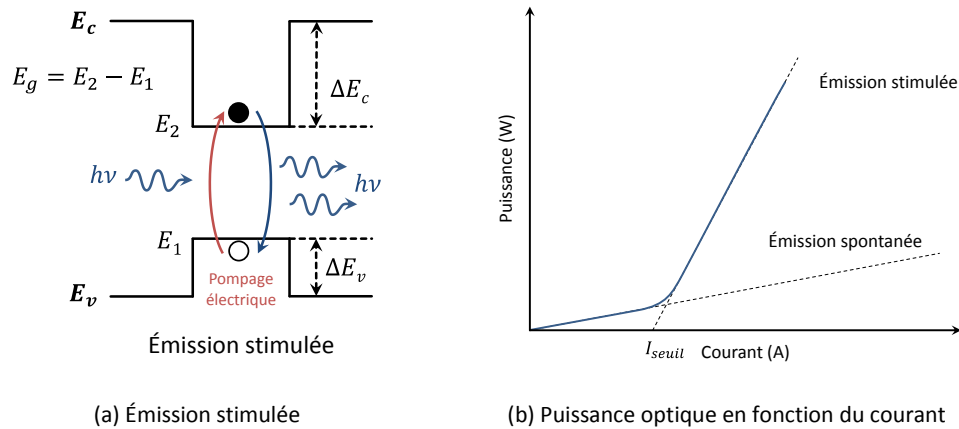 E_c
E_g = E_2 − E_1
ΔE_c
E_2
hν
hν
E_1
ΔE_v
Pompage
électrique
E_v
Émission stimulée
(a) Émission stimulée
Puissance (W)
Émission stimulée
Émission spontanée
I_seuil
Courant (A)
(b) Puissance optique en fonction du courant